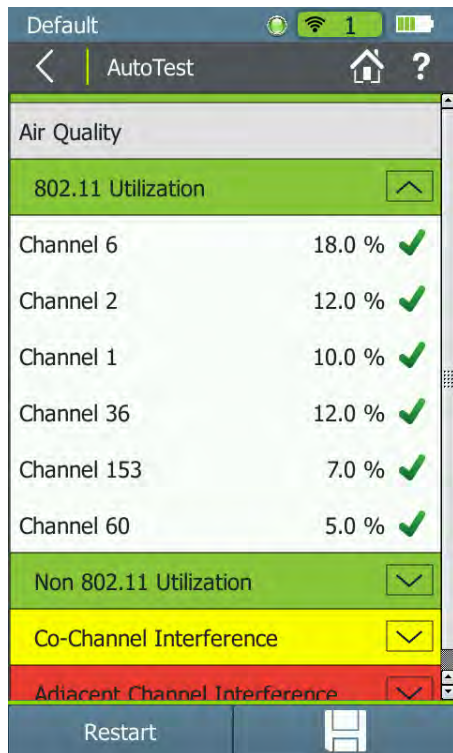 Default 1
AutoTest ?
Air Quality
802.11 Utilization
Channel 6 18.0 %
Channel 2 12.0 %
Channel 1 10.0 %
Channel 36 12.0 %
Channel 153 7.0 %
Channel 60 5.0 %
Non 802.11 Utilization
Co-Channel Interference
Adjacent Channel Interference
Restart